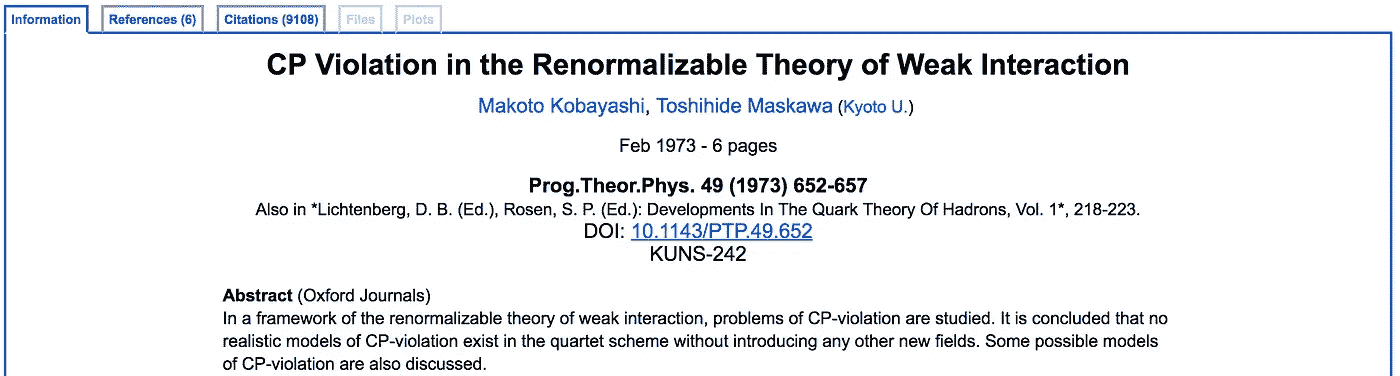 Information References (6) Citations (9108) Files Plots
CP Violation in the Renormalizable Theory of Weak Interaction
Makoto Kobayashi, Toshihide Maskawa (Kyoto U.)
Feb 1973 - 6 pages
Prog.Theor.Phys. 49 (1973) 652-657
Also in *Lichtenberg, D. B. (Ed.), Rosen, S. P. (Ed.): Developments In The Quark Theory Of Hadrons, Vol. 1*, 218-223.
DOI: 10.1143/PTP.49.652
KUNS-242
Abstract (Oxford Journals)
In a framework of the renormalizable theory of weak interaction, problems of CP-violation are studied. It is concluded that no
realistic models of CP-violation exist in the quartet scheme without introducing any other new fields. Some possible models
of CP-violation are also discussed.